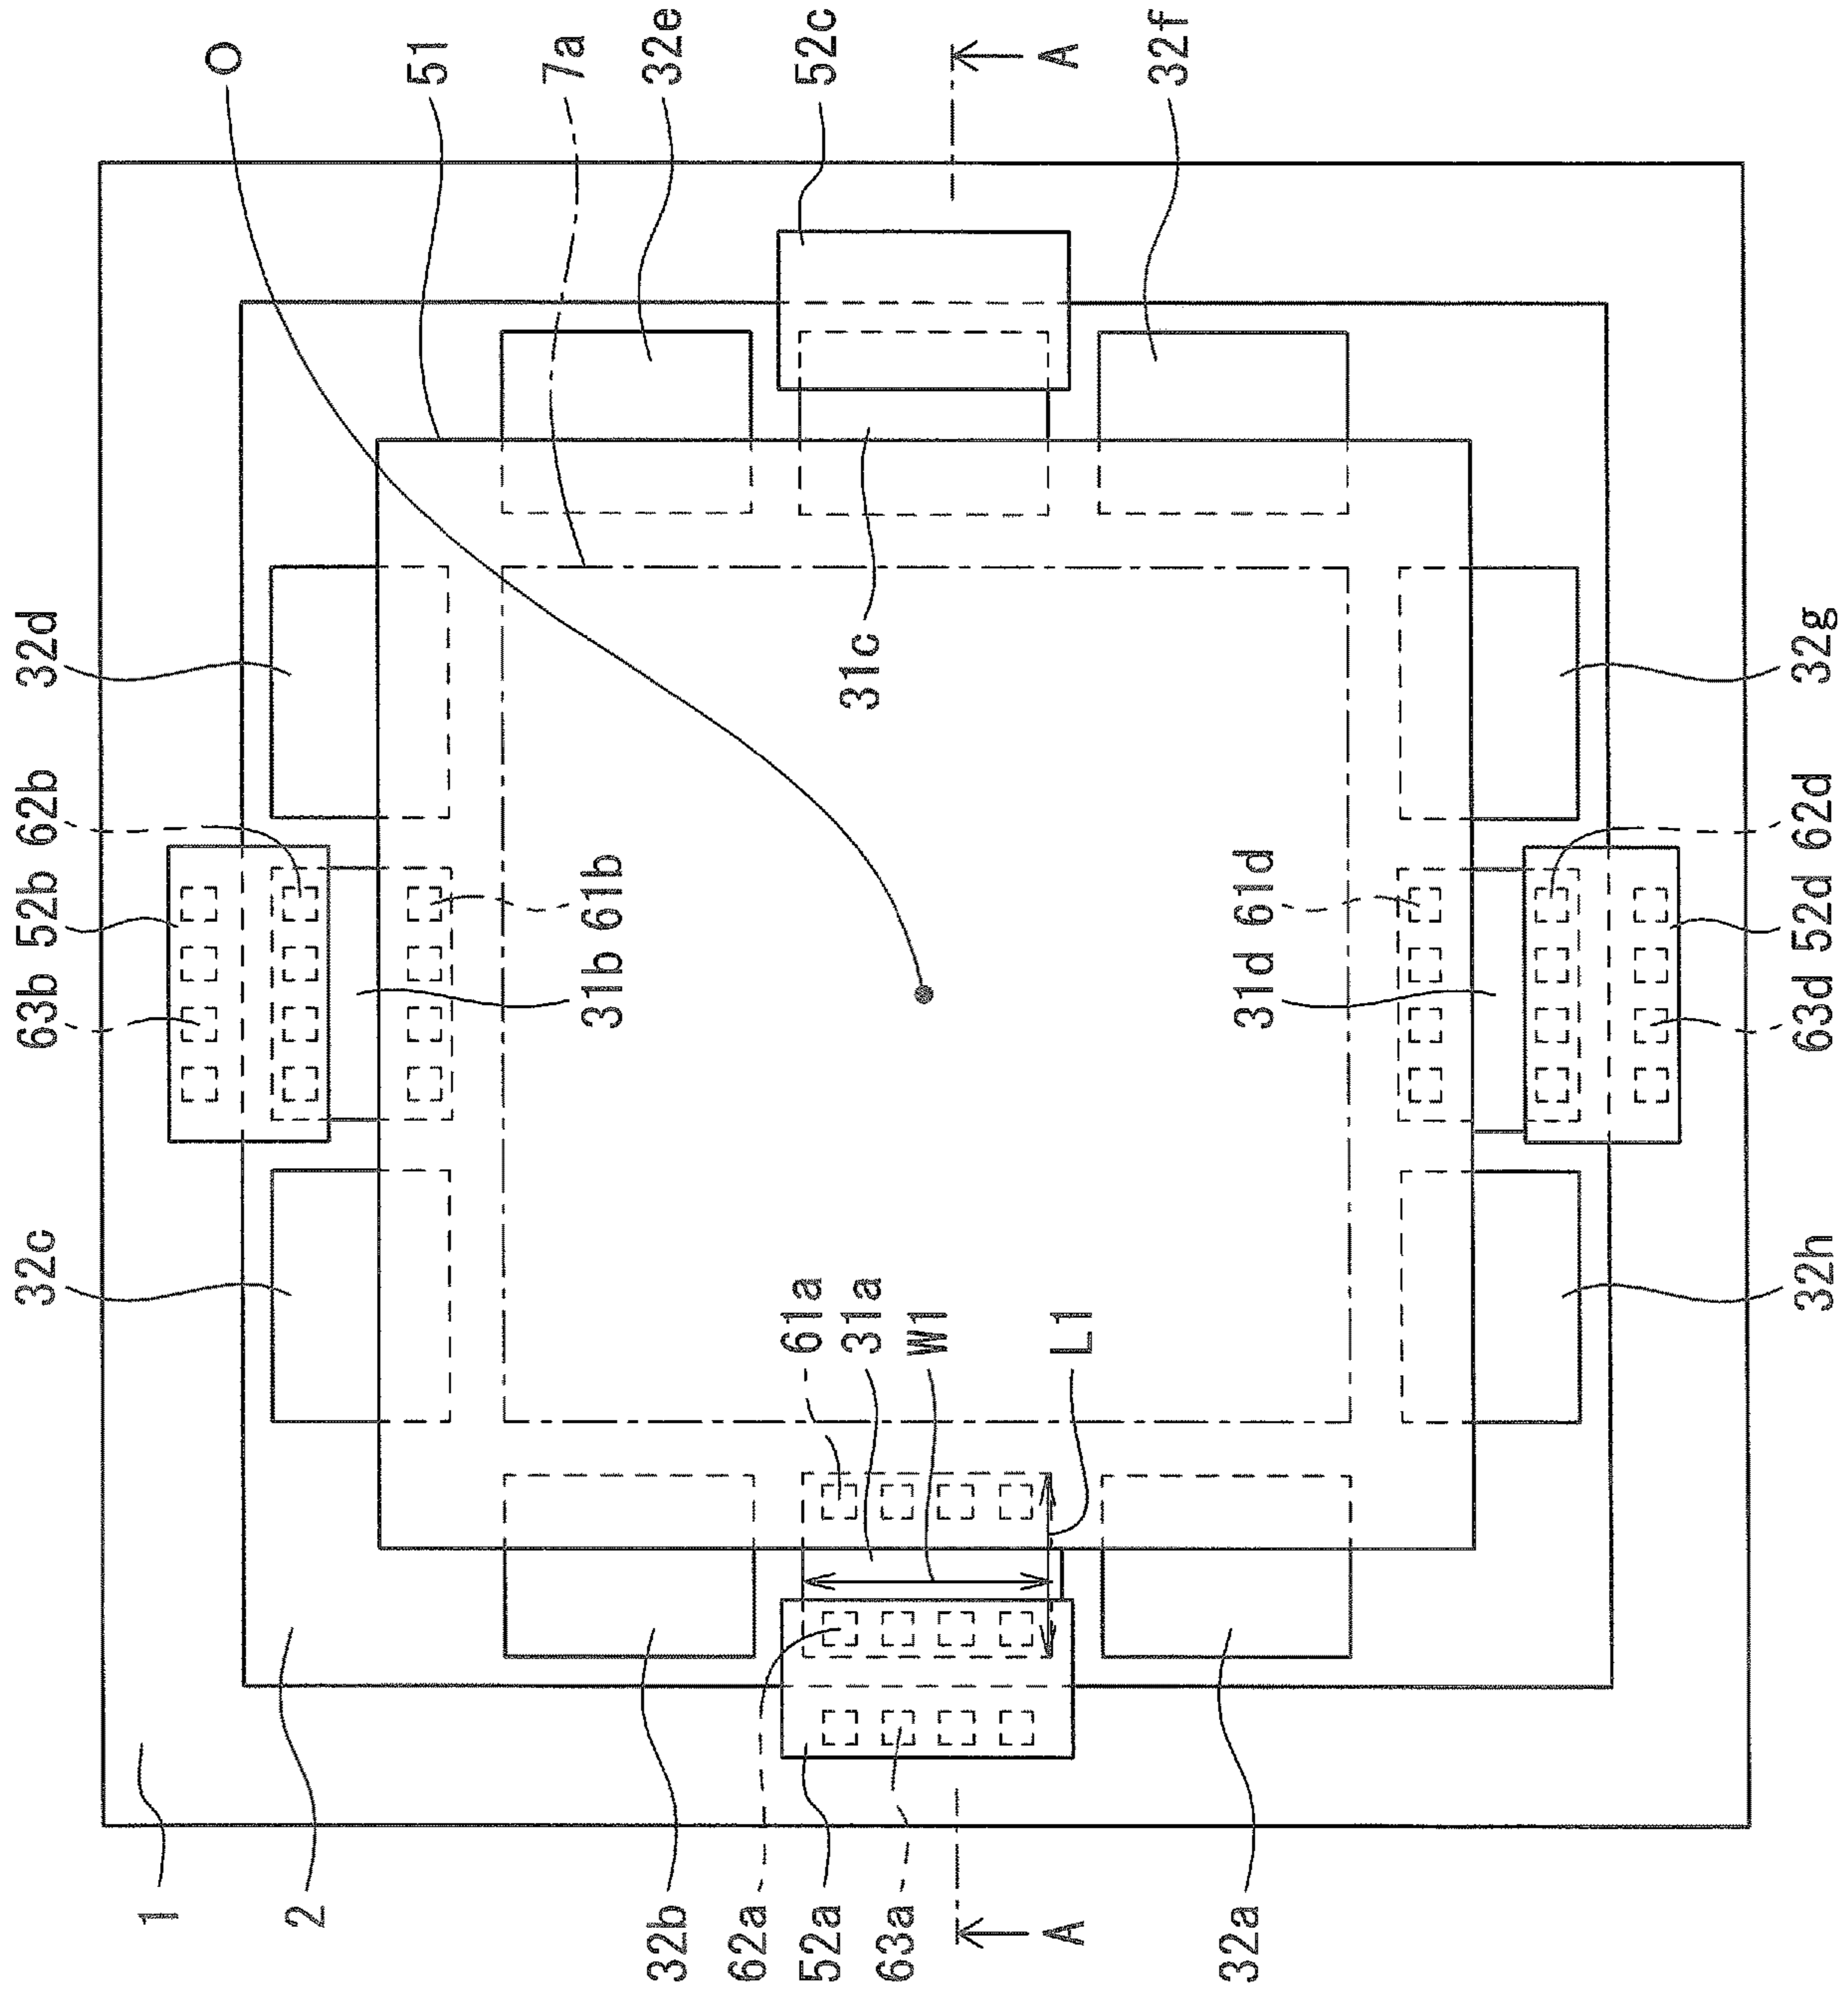 O
51
7a
32e
52c
A
32f
32d
31c
32g
63b 52b 62b
31b 61b
31d 61d
63d 52d 62d
32c
61a
31a
W1
L1
32h
1
2
32b
62a
52a
63a
A
32a